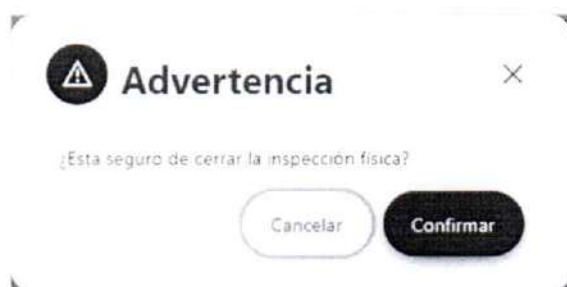 Advertencia
¿Esta seguro de cerrar la inspección física?
Cancelar
Confirmar